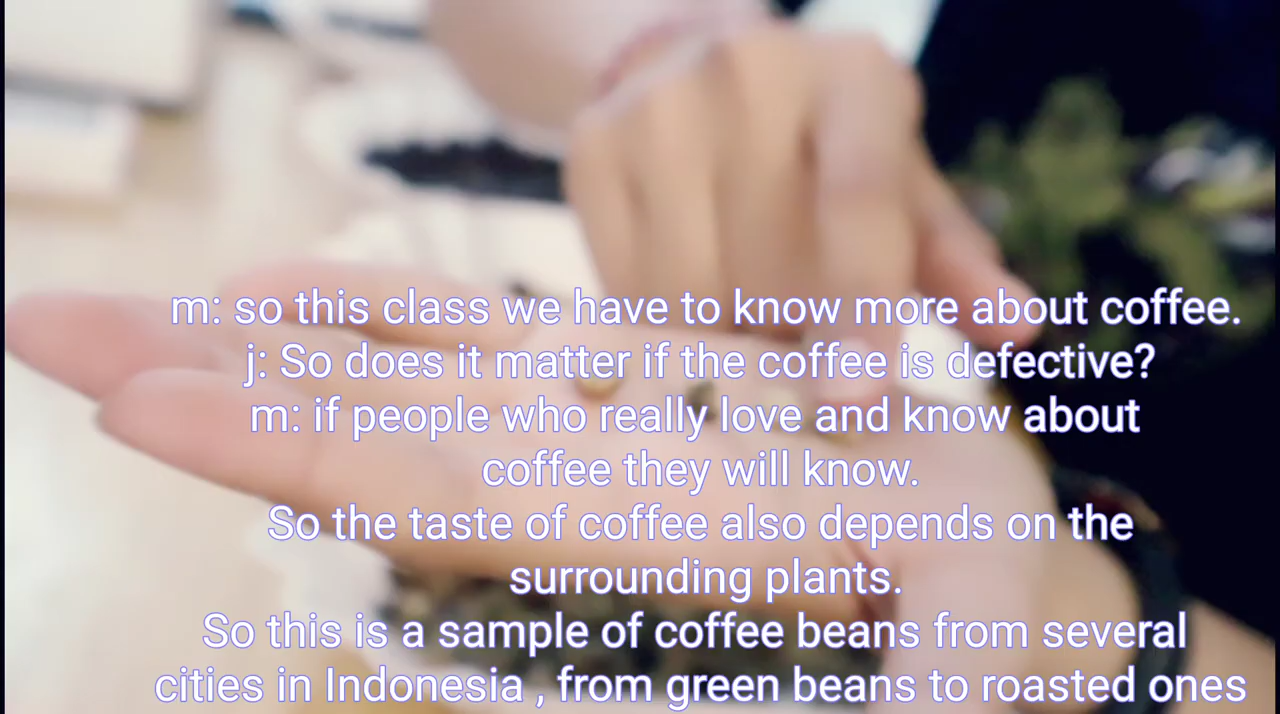 m: so this class we have to know more about coffee.
j: So does it matter if the coffee is defective?
m: if people who really love and know about
coffee they will know.
So the taste of coffee also depends on the
surrounding plants.
So this is a sample of coffee beans from several
cities in Indonesia , from green beans to roasted ones